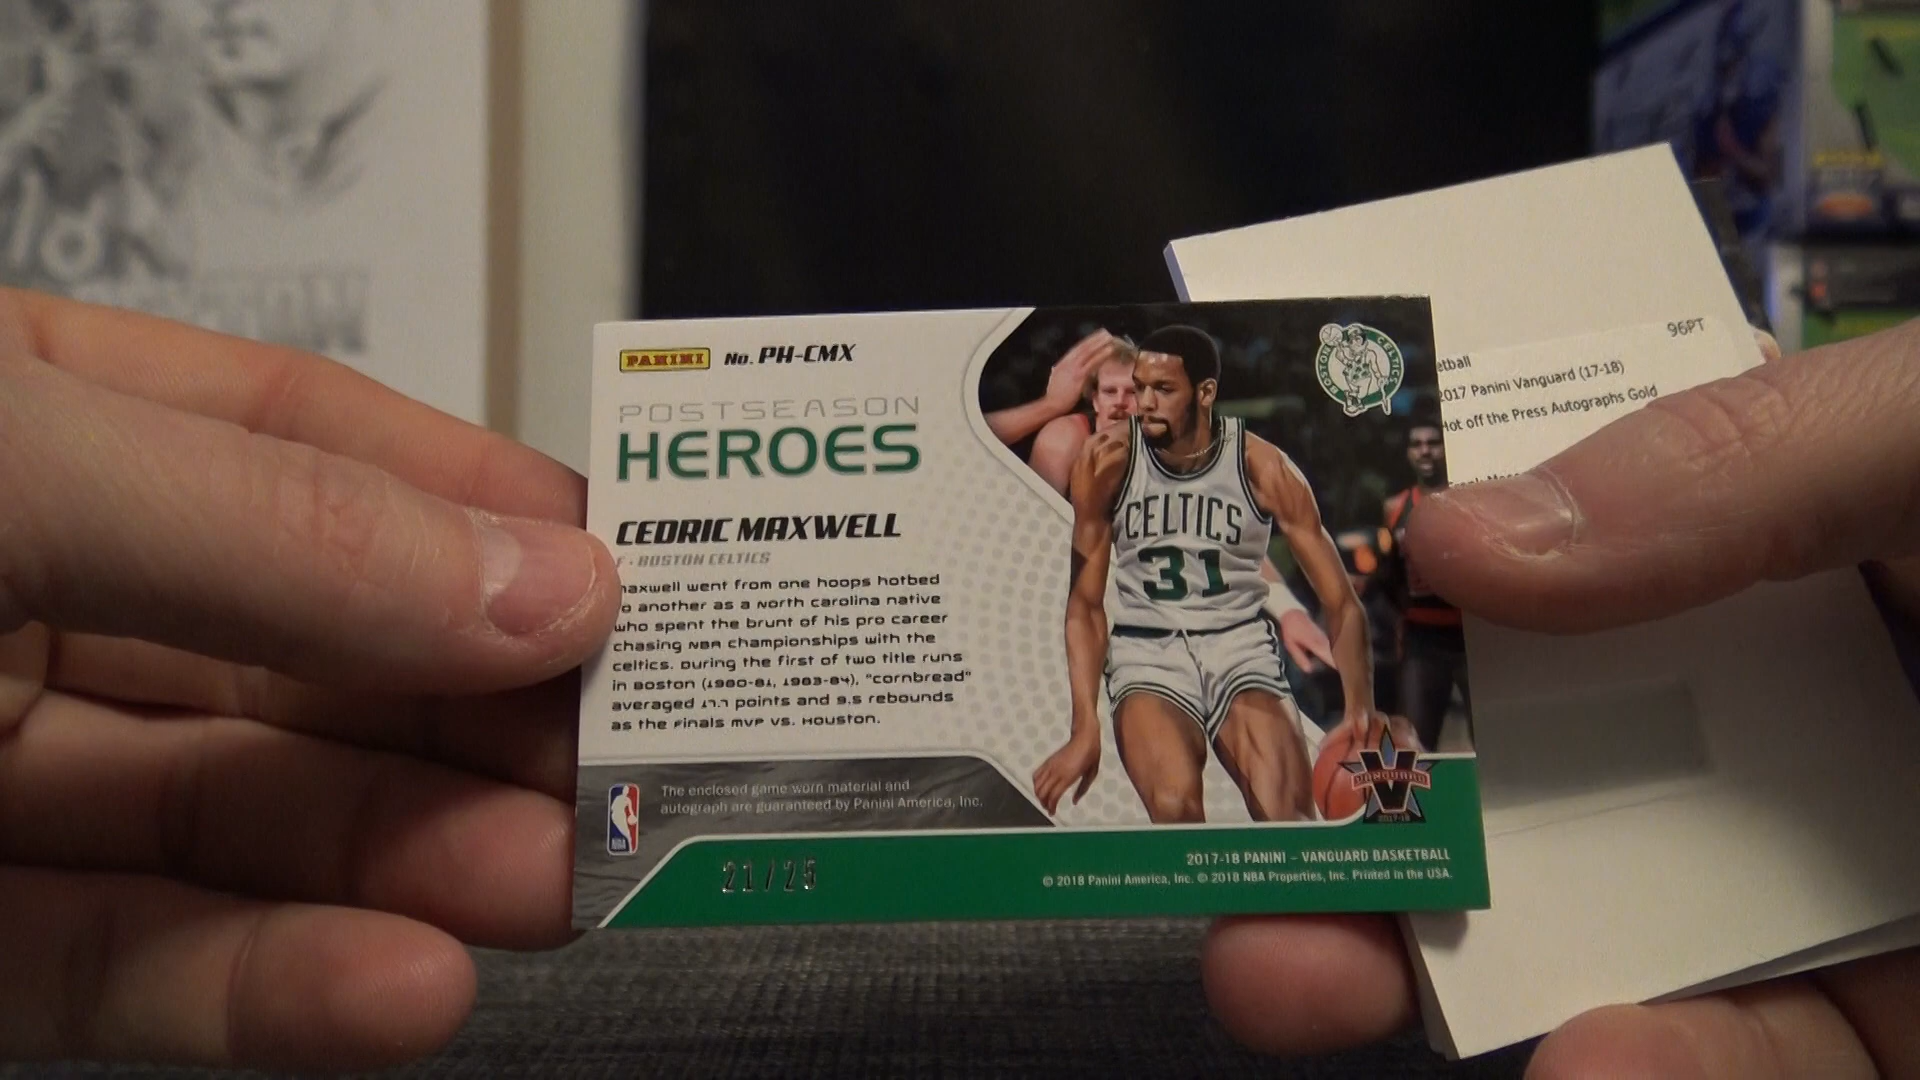 PANINI No. PH-CMX
POSTSEASON
HEROES
CEDRIC MAXWELL
F • BOSTON CELTICS
maxwell went from one hoops hotbed
to another as a north carolina native
who spent the brunt of his pro career
chasing NBA championships with the
celtics. During the first of two title runs
in Boston (1980-81, 1983-84), "cornbread"
averaged 17.7 points and 9.5 rebounds
as the Finals MVP vs. Houston.
NBA
The enclosed game worn material and
autograph are guaranteed by Panini America, Inc.
21/25
2017-18 PANINI – VANGUARD BASKETBALL
© 2018 Panini America, Inc. © 2018 NBA Properties, Inc. Printed in the USA.
BOSTON CELTICS
CELTICS
31
VANGUARD
V
2017-18
96PT
etball
2017 Panini Vanguard (17-18)
Hot off the Press Autographs Gold